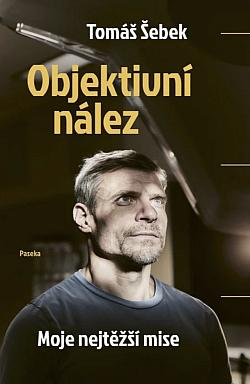 Tomáš Šebek
Objektivní
nález
Paseka
Moje nejtěžší mise